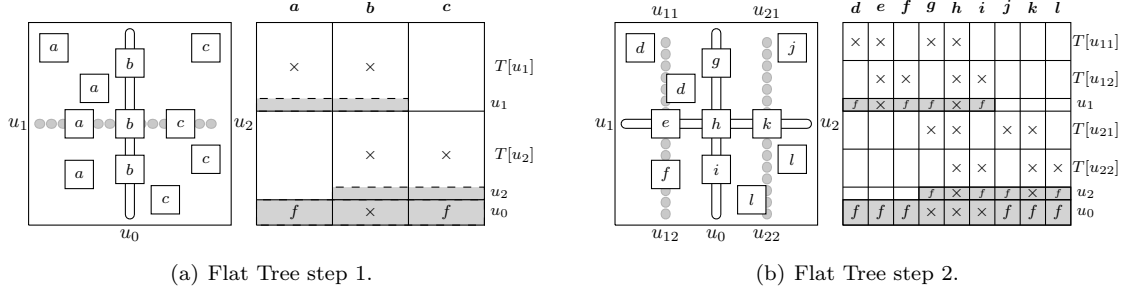 a b c
a c
b
a
T[u1]
u1
u1 a b c u2
T[u2]
c
a b
c
u2
f f
u0
u0
(a) Flat Tree step 1.
u11 u21
d e f g h i j k l
d g j
T[u11]
d
T[u12]
f f f f
u1
u1 e h k u2
T[u21]
l
f i
T[u22]
l
f f f f
u2
f f f f f f
u0
u12 u0 u22
(b) Flat Tree step 2.